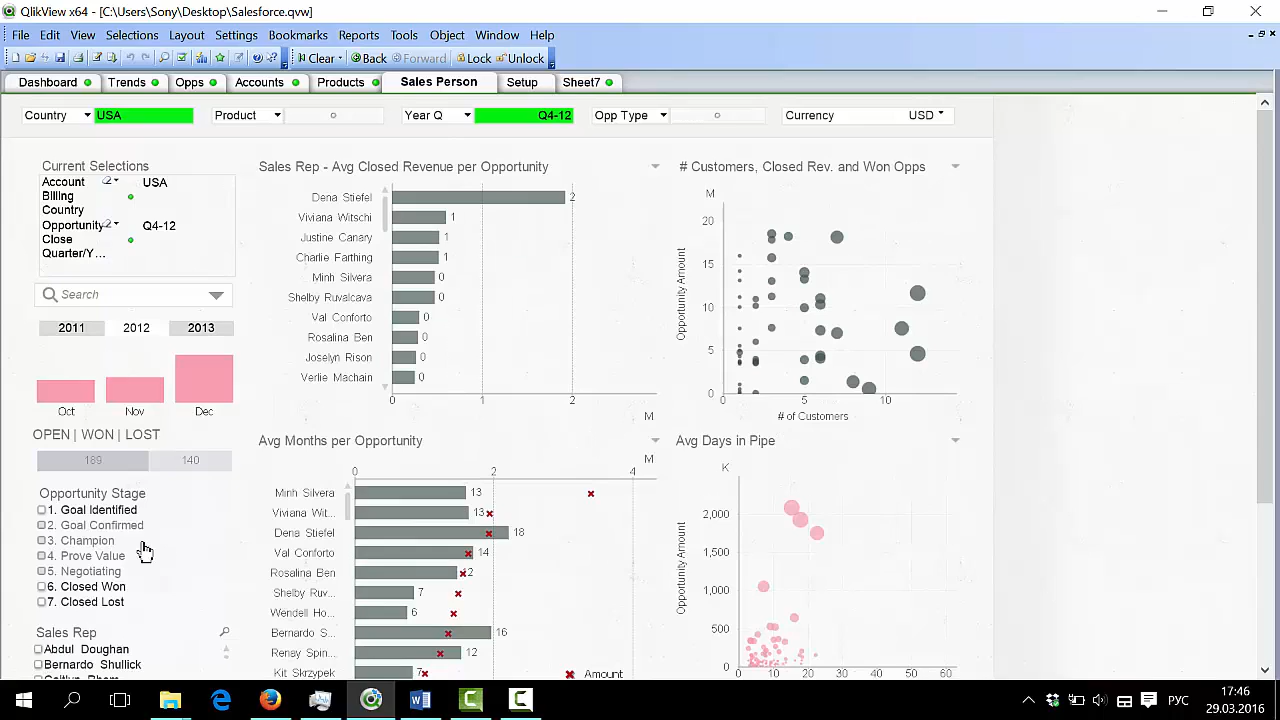 QlikView x64 - [C:\Users\Sony\Desktop\Salesforce.qvw]
File Edit View Selections Layout Settings Bookmarks Reports Tools Object Window Help
Clear Back Forward Lock Unlock
Dashboard Trends Opps Accounts Products Sales Person Setup Sheet7
Country USA Product Year Q Q4-12 Opp Type Currency USD
Current Selections
Account USA
Billing
Country
Opportunity Q4-12
Close
Quarter/Y...
Search
2011 2012 2013
Oct Nov Dec
OPEN | WON | LOST
189 140
Opportunity Stage
1. Goal Identified
2. Goal Confirmed
3. Champion
4. Prove Value
5. Negotiating
6. Closed Won
7. Closed Lost
Sales Rep
Abdul Doughan
Bernardo Shullick
Sales Rep - Avg Closed Revenue per Opportunity
Dena Stiefel 2
Viviana Witschi 1
Justine Canary 1
Charlie Farthing 1
Minh Silvera 0
Shelby Ruvalcava 0
Val Conforto 0
Rosalina Ben 0
Joselyn Rison 0
Verlie Machain 0
0 1 2
M
# Customers, Closed Rev. and Won Opps
M
20
15
10
5
0
Opportunity Amount
0 5 10
# of Customers
Avg Months per Opportunity
M
0 2 4
Minh Silvera 13
Viviana Wit... 13
Dena Stiefel 18
Val Conforto 14
Rosalina Ben 12
Shelby Ruv... 7
Wendell Ho... 6
Bernardo S... 16
Renay Spin... 12
Kit Skrzypek 7
Amount
Avg Days in Pipe
K
2,000
1,500
1,000
500
0
Opportunity Amount
0 10 20 30 40 50 60
РУС
17:46
29.03.2016